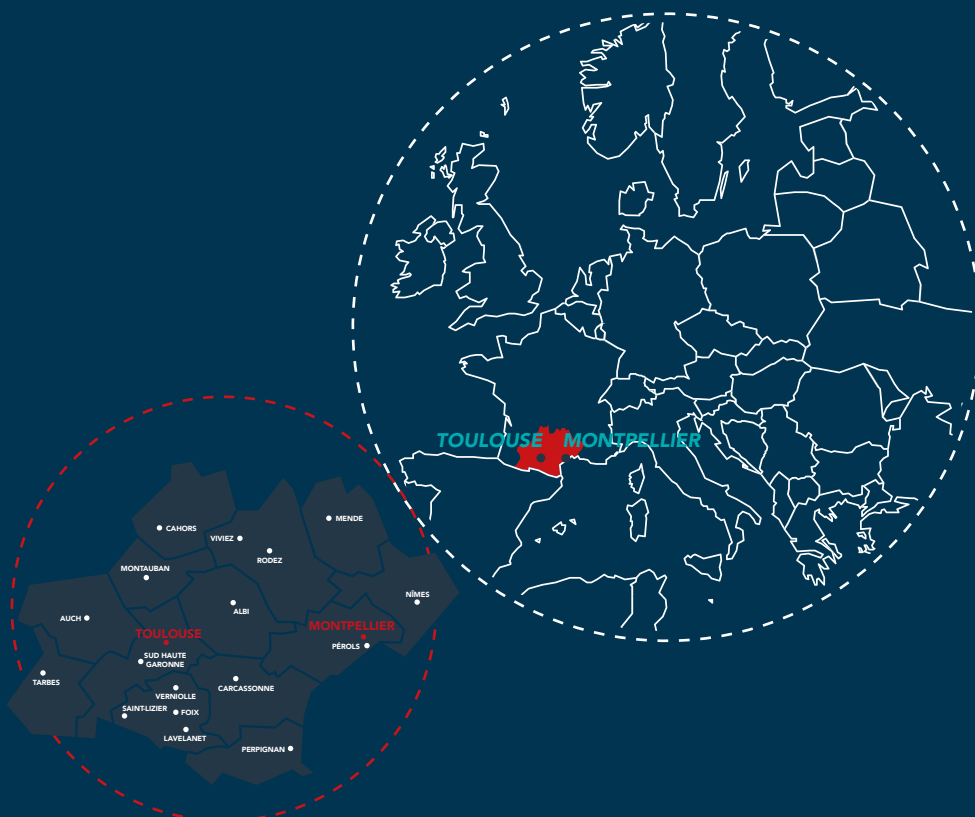 TOULOUSE MONTPELLIER
CAHORS
MENDE
VIVIEZ
RODEZ
MONTAUBAN
NÎMES
ALBI
AUCH
TOULOUSE
MONTPELLIER
PÉROLS
SUD HAUTE
GARONNE
TARBES
CARCASSONNE
VERNIOLLE
SAINT-LIZIER
FOIX
LAVELANET
PERPIGNAN